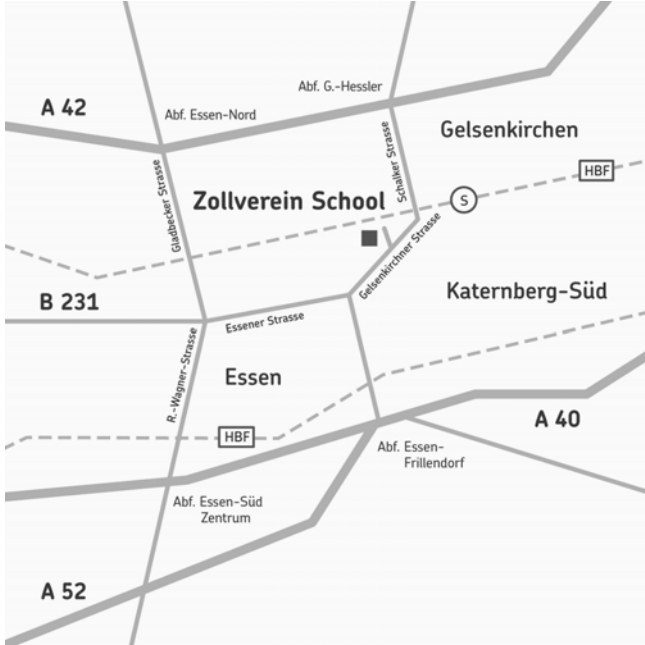 Abf. G.-Hessler
A 42
Abf. Essen-Nord
Gelsenkirchen
HBF
Schalker Strasse
Gladbecker Strasse
Zollverein School
S
Gelsenkirchner Strasse
B 231
Katernberg-Süd
Essener Strasse
R.-Wagner-Strasse
Essen
HBF
A 40
Abf. Essen-
Frillendorf
Abf. Essen-Süd
Zentrum
A 52